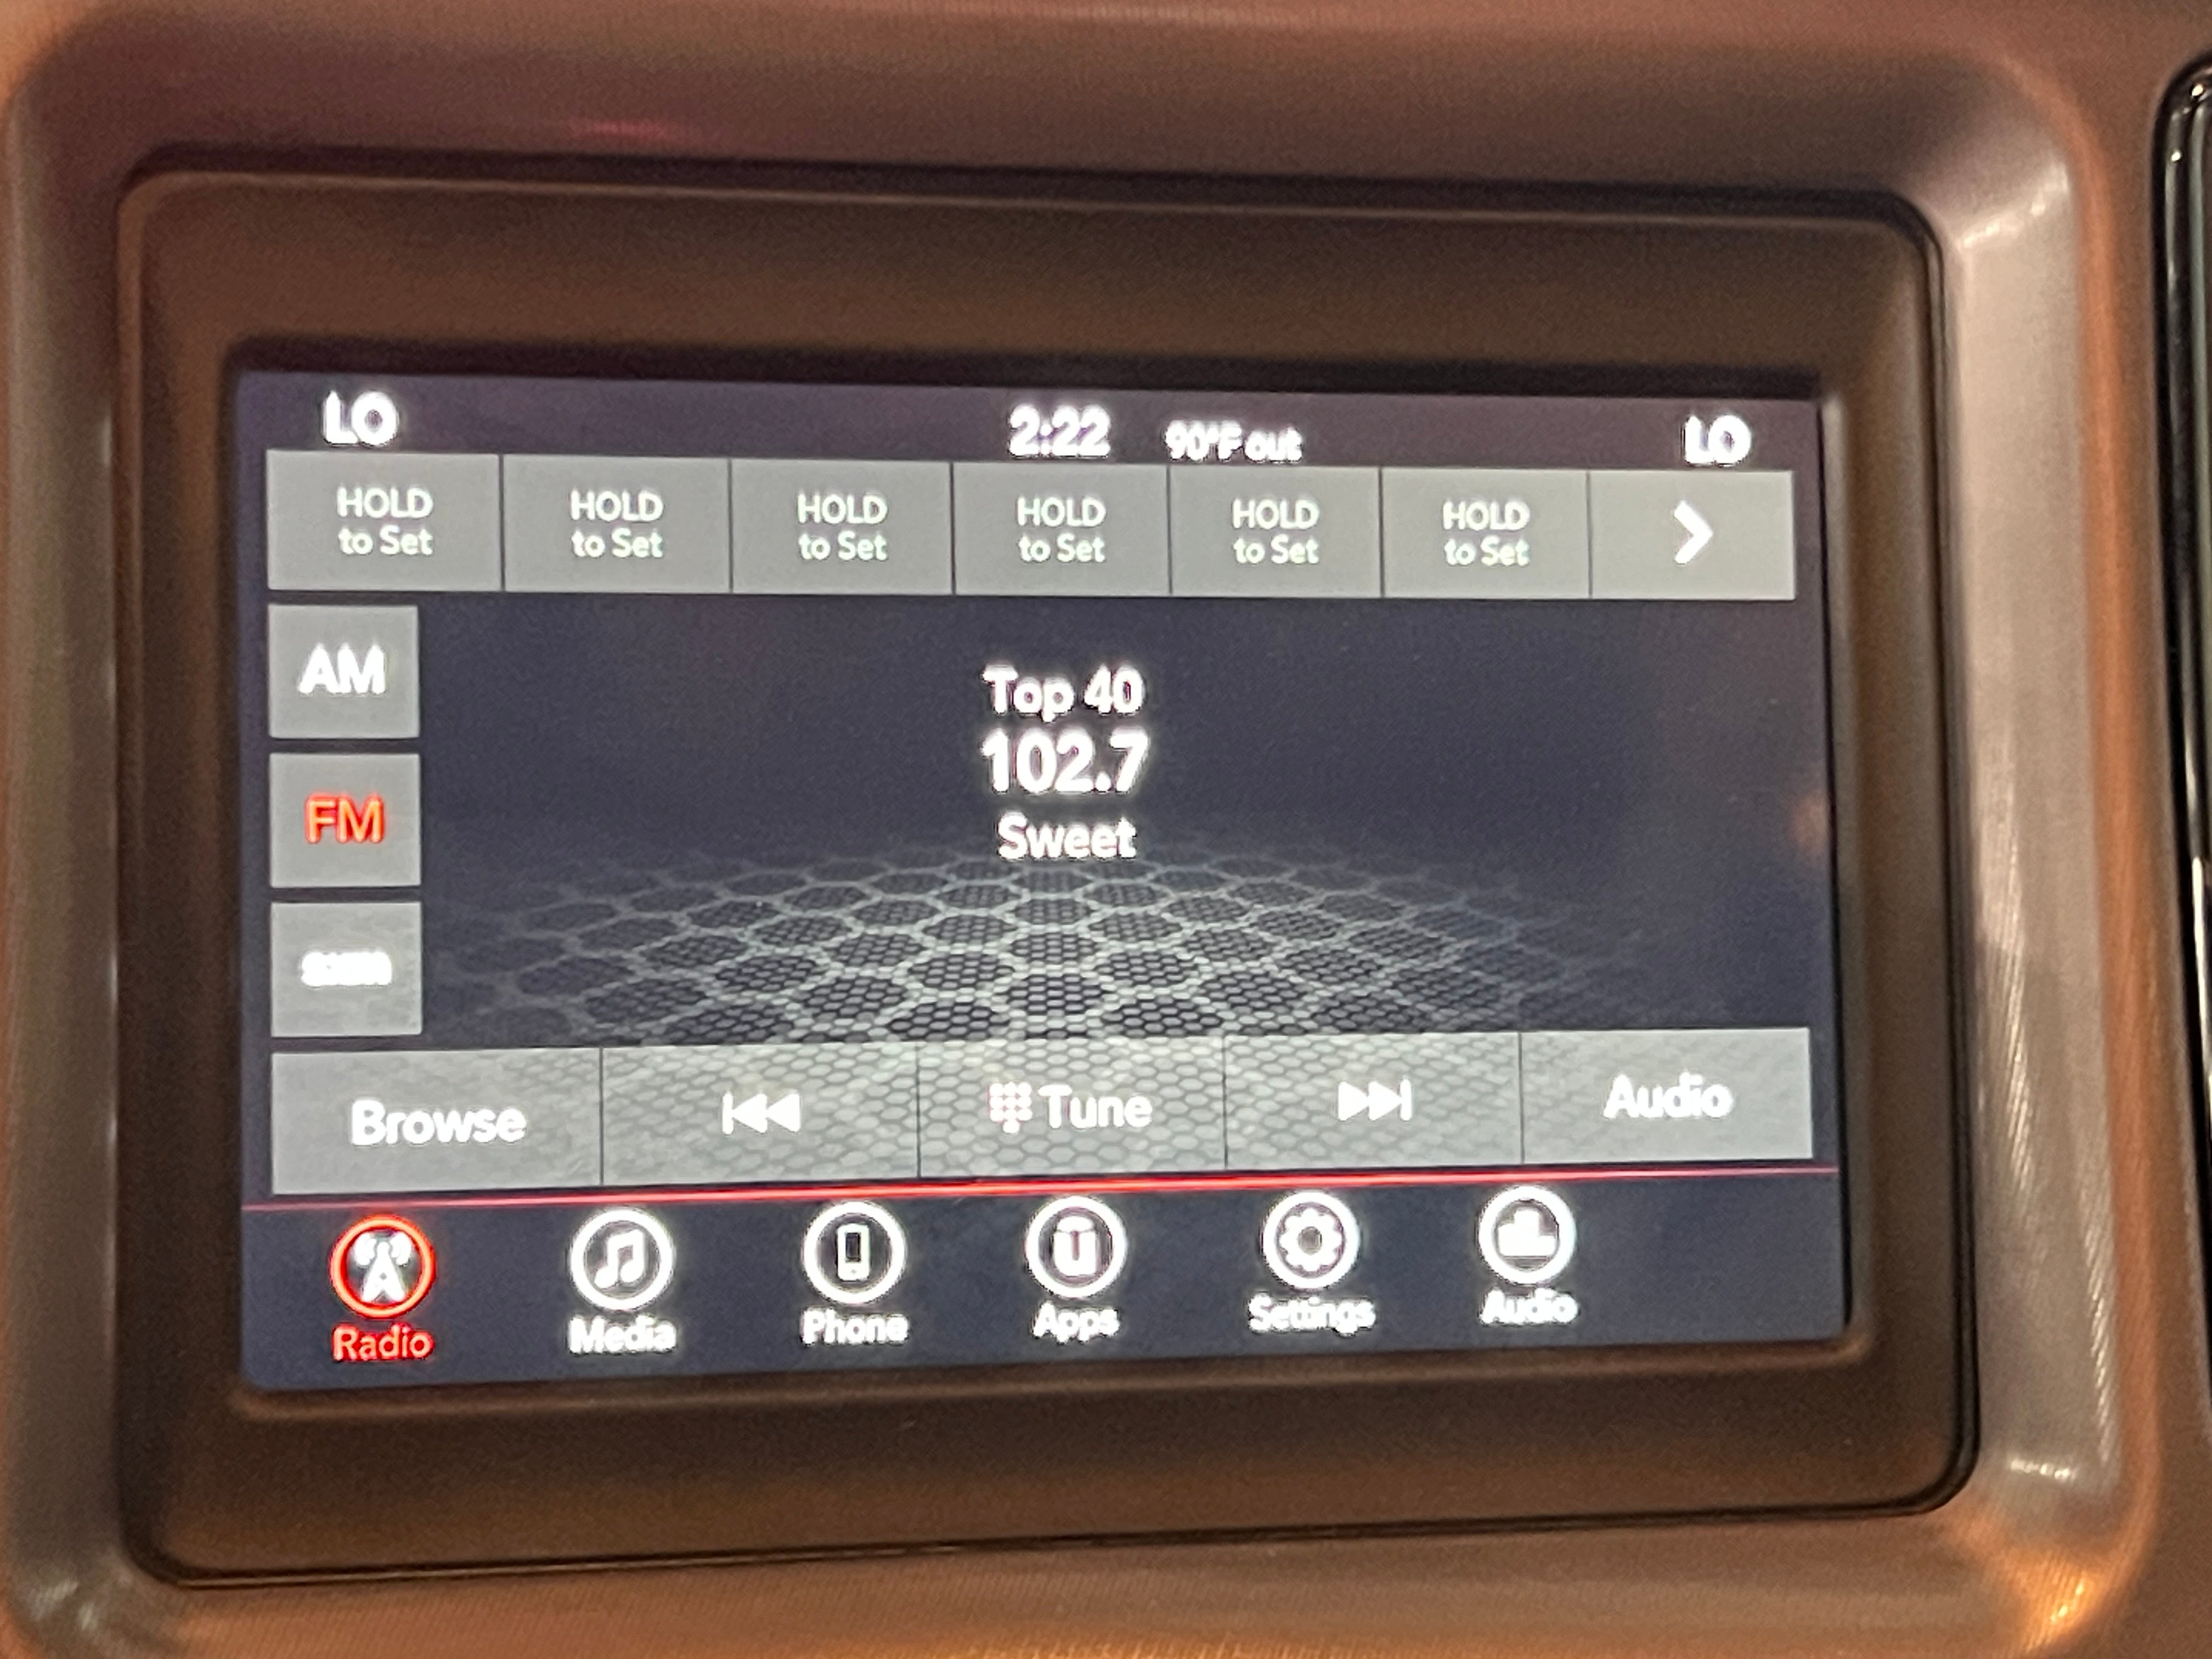 LO 2:22 90°F out LO
HOLD HOLD HOLD HOLD HOLD HOLD
to Set to Set to Set to Set to Set to Set
AM
Top 40
102.7
FM
Sweet
sxm
Browse Tune Audio
Radio Media Phone Apps Settings Audio